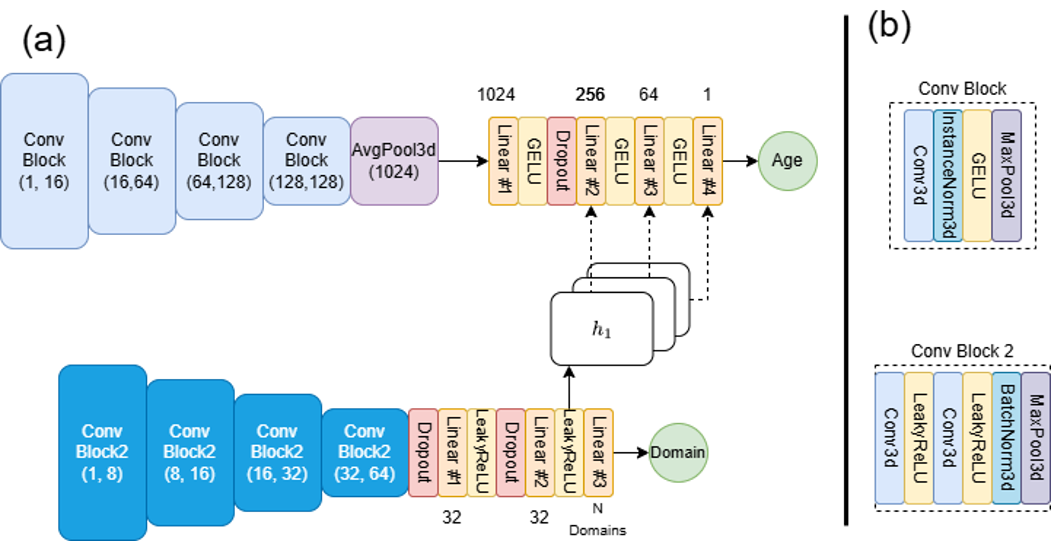 (a)
Conv
Block
(1, 16)
Conv
Block
(16,64)
Conv
Block
(64,128)
Conv
Block
(128,128)
AvgPool3d
(1024)
1024
256
64
1
Linear #1
GELU
Dropout
Linear #2
GELU
Linear #3
GELU
Linear #4
Age
h1
Conv
Block2
(1, 8)
Conv
Block2
(8, 16)
Conv
Block2
(16, 32)
Conv
Block2
(32, 64)
Dropout
Linear #1
LeakyReLU
Dropout
Linear #2
LeakyReLU
Linear #3
Domain
32
32
N
Domains
(b)
Conv Block
Conv3d
InstanceNorm3d
GELU
MaxPool3d
Conv Block 2
Conv3d
LeakyReLU
Conv3d
LeakyReLU
BatchNorm3d
MaxPool3d